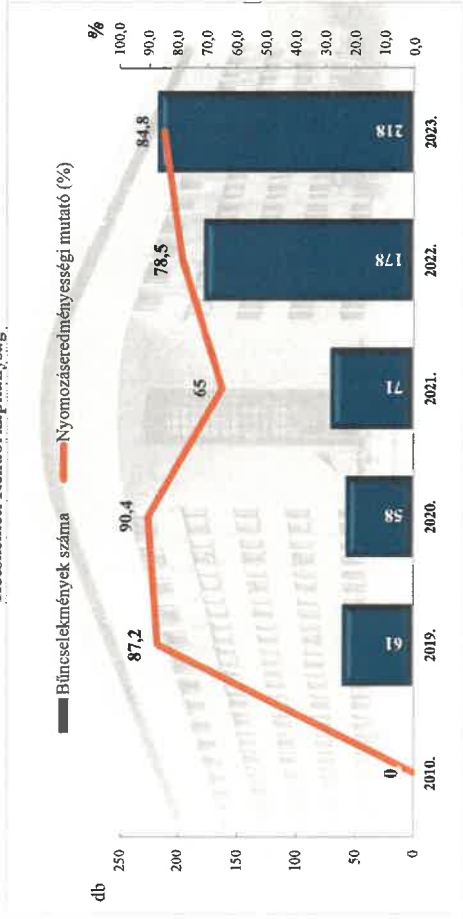 Bűncselekmények száma Nyomozáseredményességi mutató (%)
db %
250 100,0
90,0
200 80,0
70,0
150 60,0
50,0
100 40,0
30,0
50 20,0
10,0
0 0,0
0 87,2 90,4 65 78,5 84,8
61 58 71 178 218
2010. 2019. 2020. 2021. 2022. 2023.